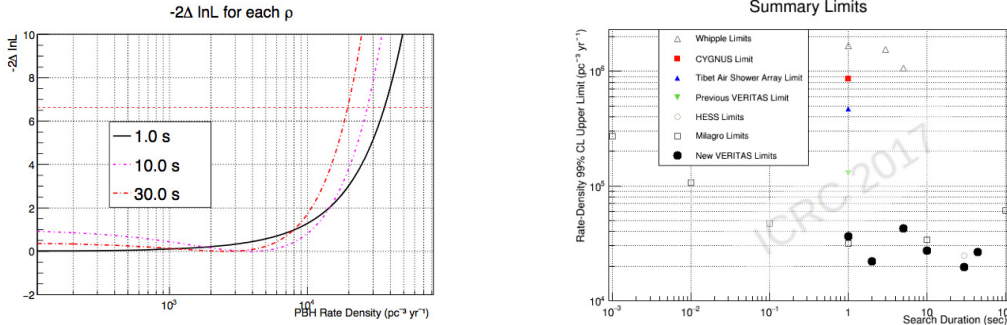 -2Δ lnL for each ρ
-2Δ lnL
10
8
6
4
2
0
−2
1.0 s
10.0 s
30.0 s
10³
10⁴
PBH Rate Density (pc⁻³ yr⁻¹)
Summary Limits
Rate-Density 99% CL Upper Limit (pc⁻³ yr⁻¹)
10⁶
10⁵
10⁴
Whipple Limits
CYGNUS Limit
Tibet Air Shower Array Limit
Previous VERITAS Limit
HESS Limits
Milagro Limits
New VERITAS Limits
ICRC 2017
10⁻³
10⁻²
10⁻¹
1
10
10²
Search Duration (sec)